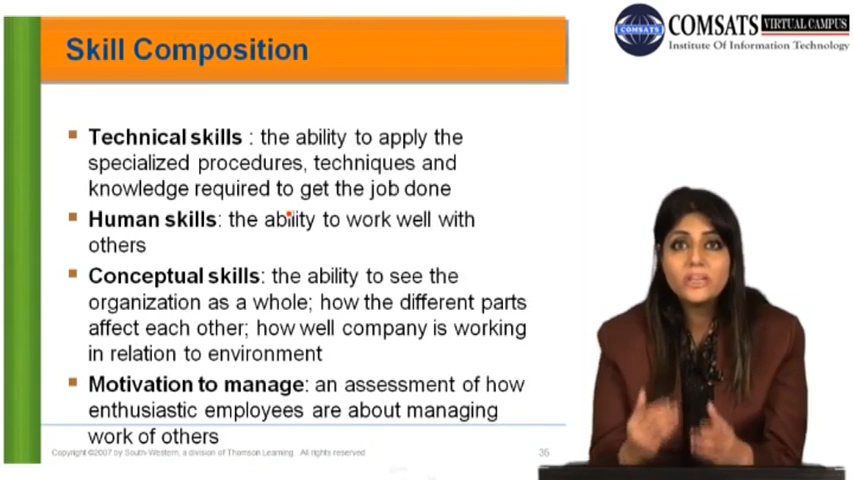 Skill Composition
COMSATS VIRTUAL CAMPUS
COMSATS
Institute Of Information Technology
Technical skills : the ability to apply the
specialized procedures, techniques and
knowledge required to get the job done
Human skills: the ability to work well with
others
Conceptual skills: the ability to see the
organization as a whole; how the different parts
affect each other; how well company is working
in relation to environment
Motivation to manage: an assessment of how
enthusiastic employees are about managing
work of others
Copyright ©2007 by South-Western, a division of Thomson Learning. All rights reserved
35